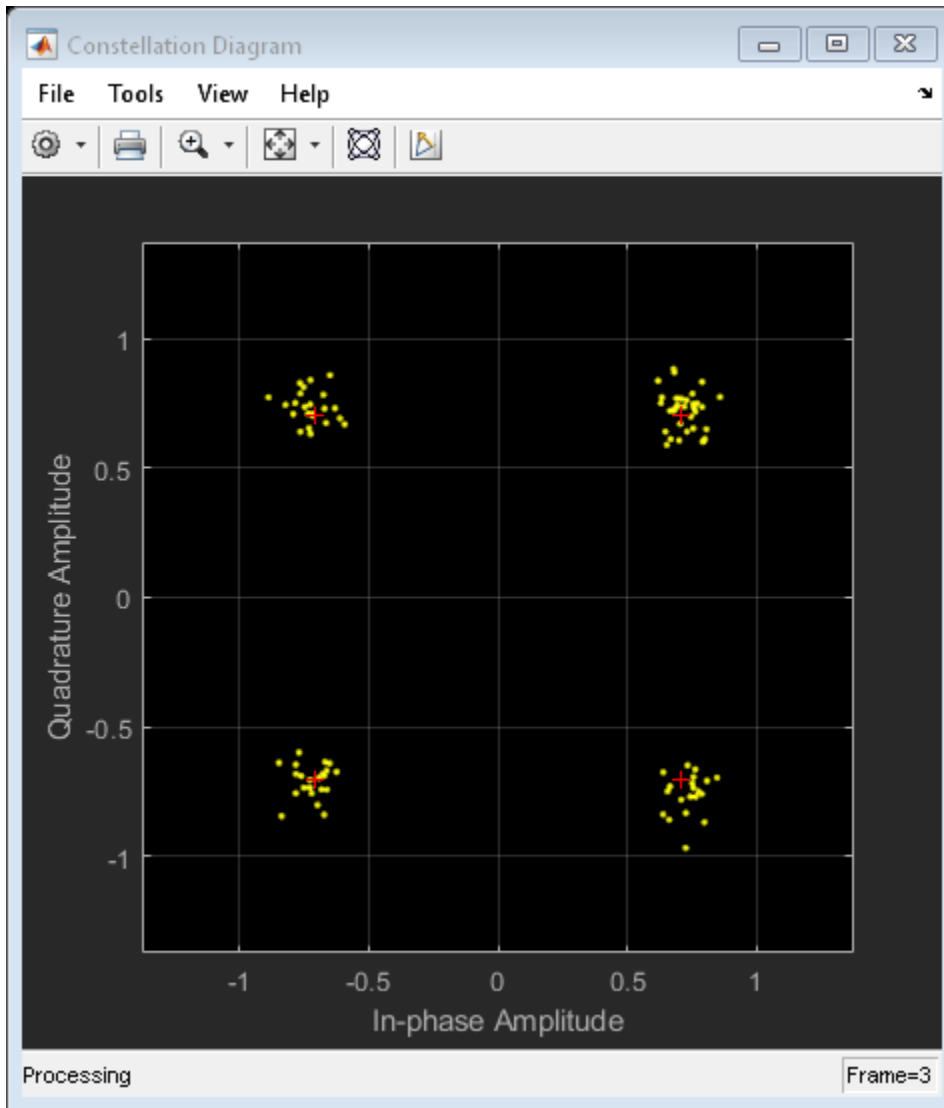 Constellation Diagram
File Tools View Help
1
0.5
0
-0.5
-1
Quadrature Amplitude
-1 -0.5 0 0.5 1
In-phase Amplitude
Processing Frame=3